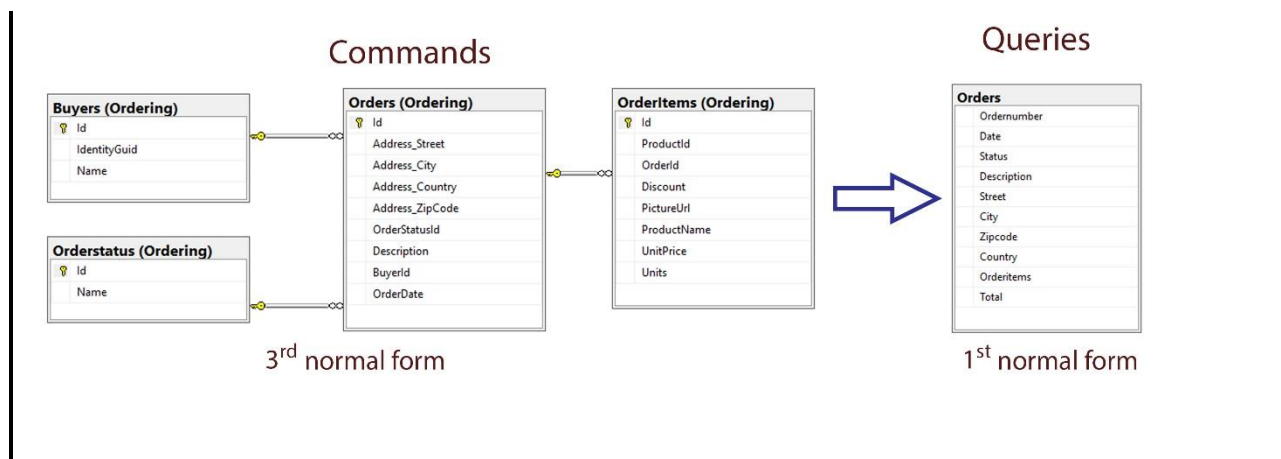 Commands
Queries
Buyers (Ordering)
Id
IdentityGuid
Name
Orderstatus (Ordering)
Id
Name
Orders (Ordering)
Id
Address_Street
Address_City
Address_Country
Address_ZipCode
OrderStatusId
Description
BuyerId
OrderDate
OrderItems (Ordering)
Id
ProductId
OrderId
Discount
PictureUrl
ProductName
UnitPrice
Units
Orders
Ordernumber
Date
Status
Description
Street
City
Zipcode
Country
Orderitems
Total
3rd normal form
1st normal form